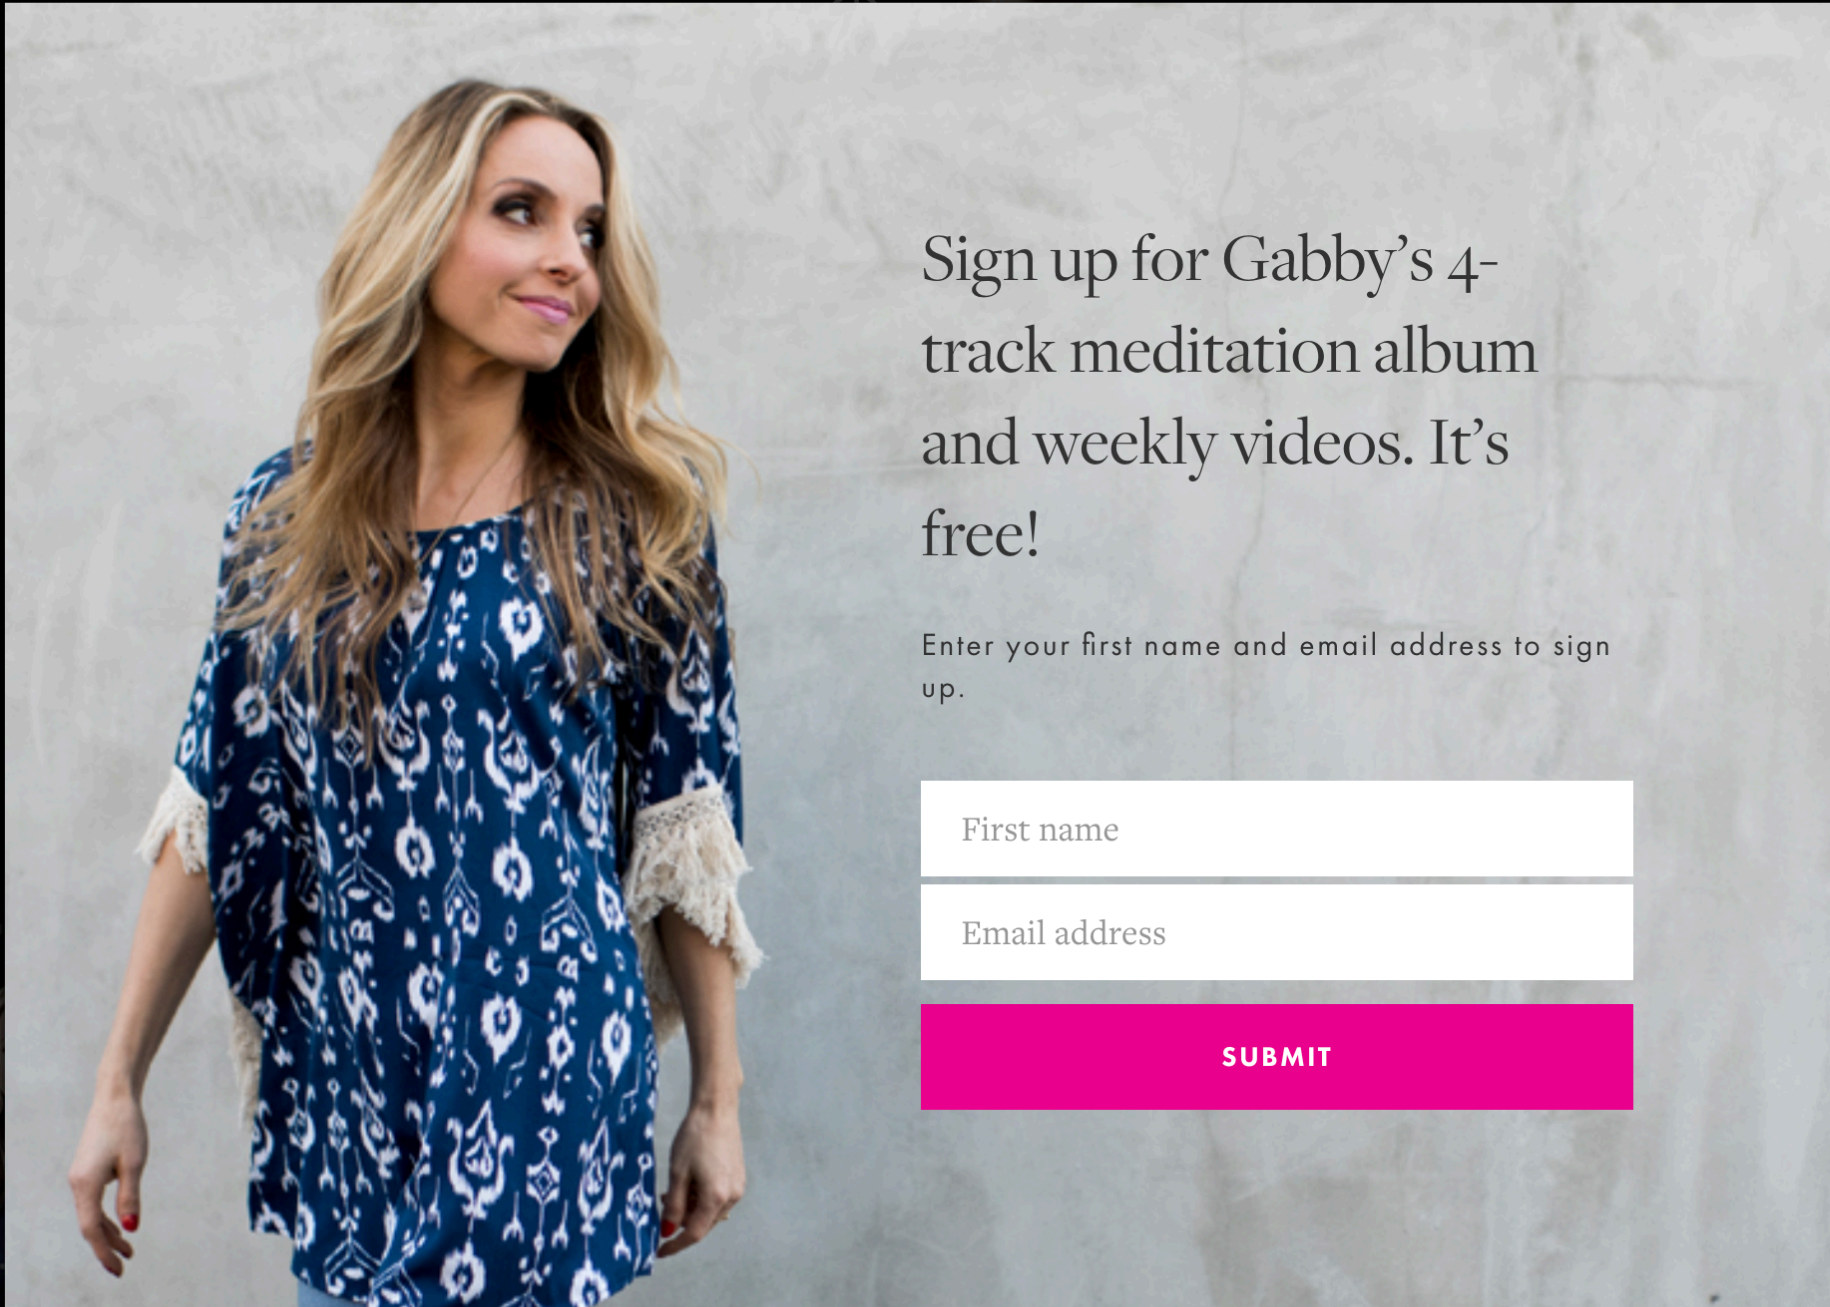 Sign up for Gabby’s 4-
track meditation album
and weekly videos. It’s
free!
Enter your first name and email address to sign
up.
First name
Email address
SUBMIT